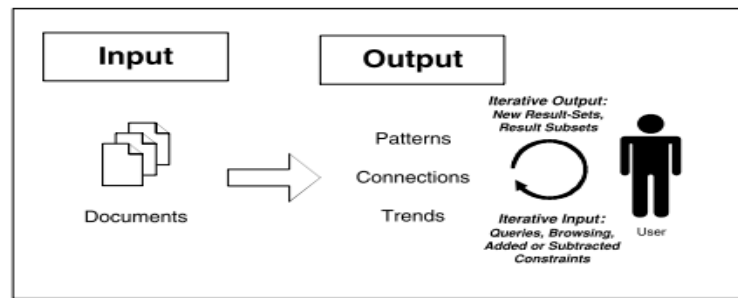 Input
Output
Documents
Patterns
Connections
Trends
Iterative Output:
New Result-Sets,
Result Subsets
Iterative Input:
Queries, Browsing,
Added or Subtracted
Constraints
User